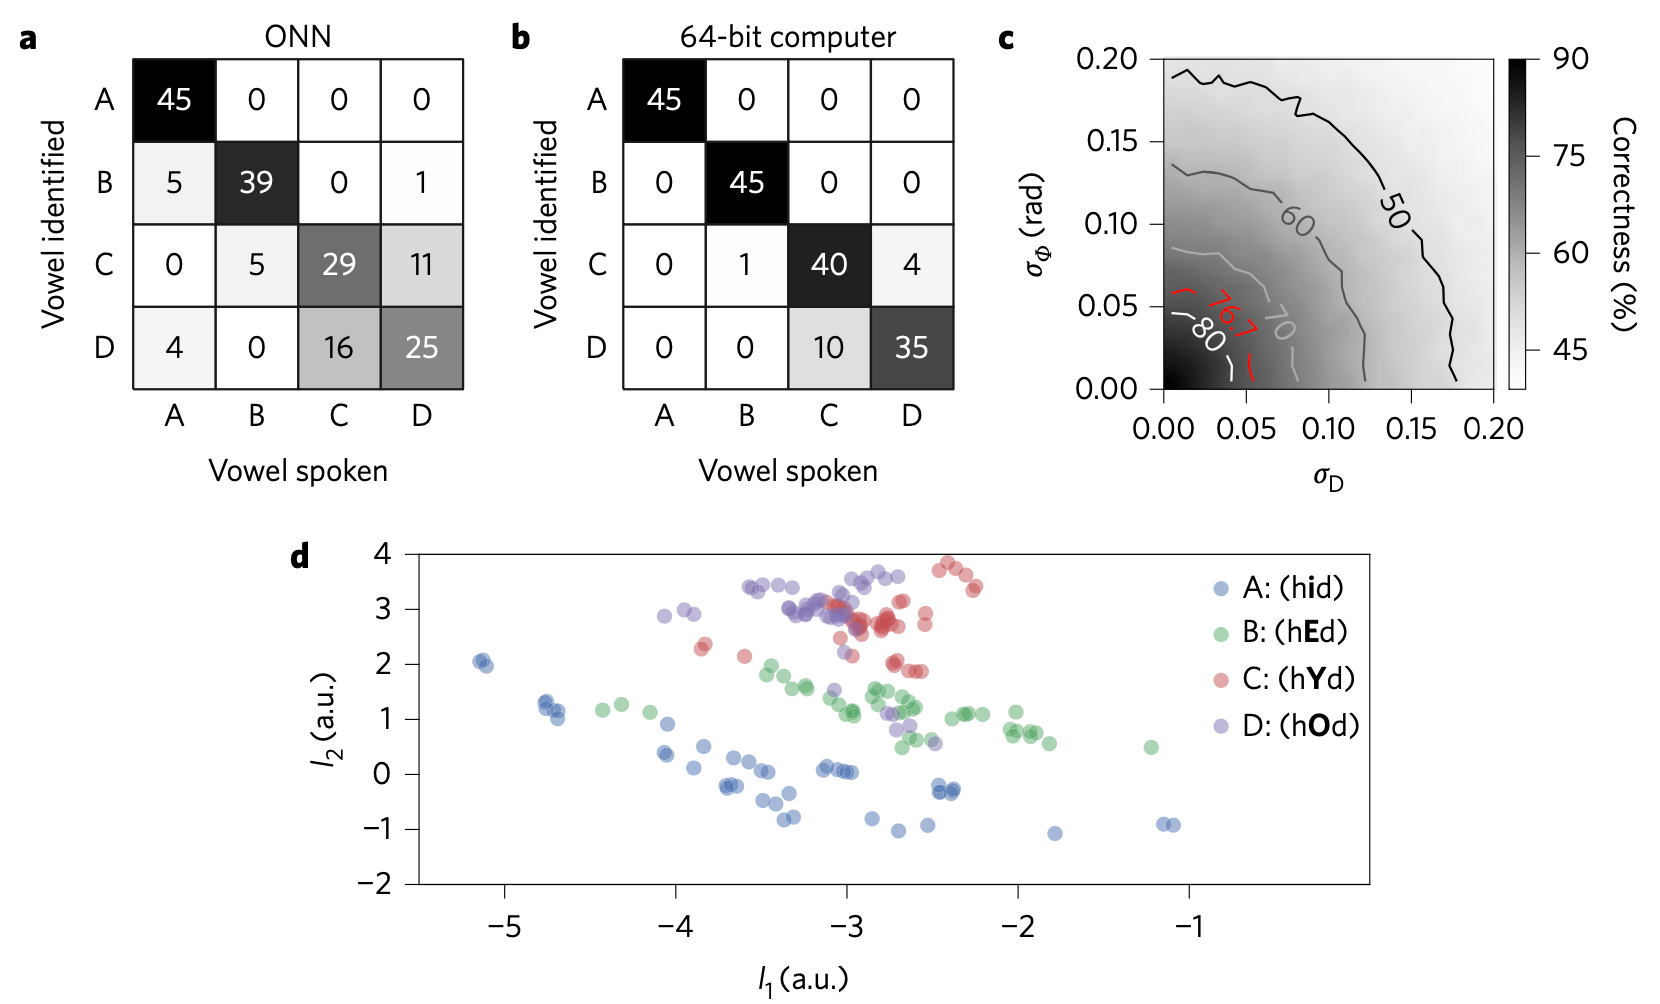 a
ONN
Vowel identified
A 45 0 0 0
B 5 39 0 1
C 0 5 29 11
D 4 0 16 25
A B C D
Vowel spoken
b
64-bit computer
Vowel identified
A 45 0 0 0
B 0 45 0 0
C 0 1 40 4
D 0 0 10 35
A B C D
Vowel spoken
c
σΦ (rad)
0.20
0.15
0.10
0.05
0.00
50
60
70
76.7
80
0.00 0.05 0.10 0.15 0.20
σD
90
75
60
45
Correctness (%)
d
l2 (a.u.)
4
3
2
1
0
−1
−2
A: (hid)
B: (hEd)
C: (hYd)
D: (hOd)
−5 −4 −3 −2 −1
l1 (a.u.)